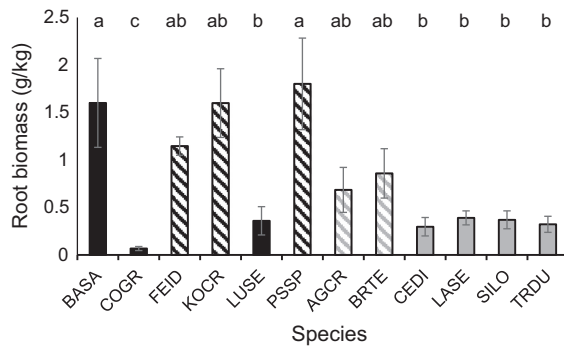 a c ab ab b a ab ab b b b b
2.5
2
1.5
1
0.5
0
Root biomass (g/kg)
BASA COGR FEID KOCR LUSE PSSP AGCR BRTE CEDI LASE SILO TRDU
Species